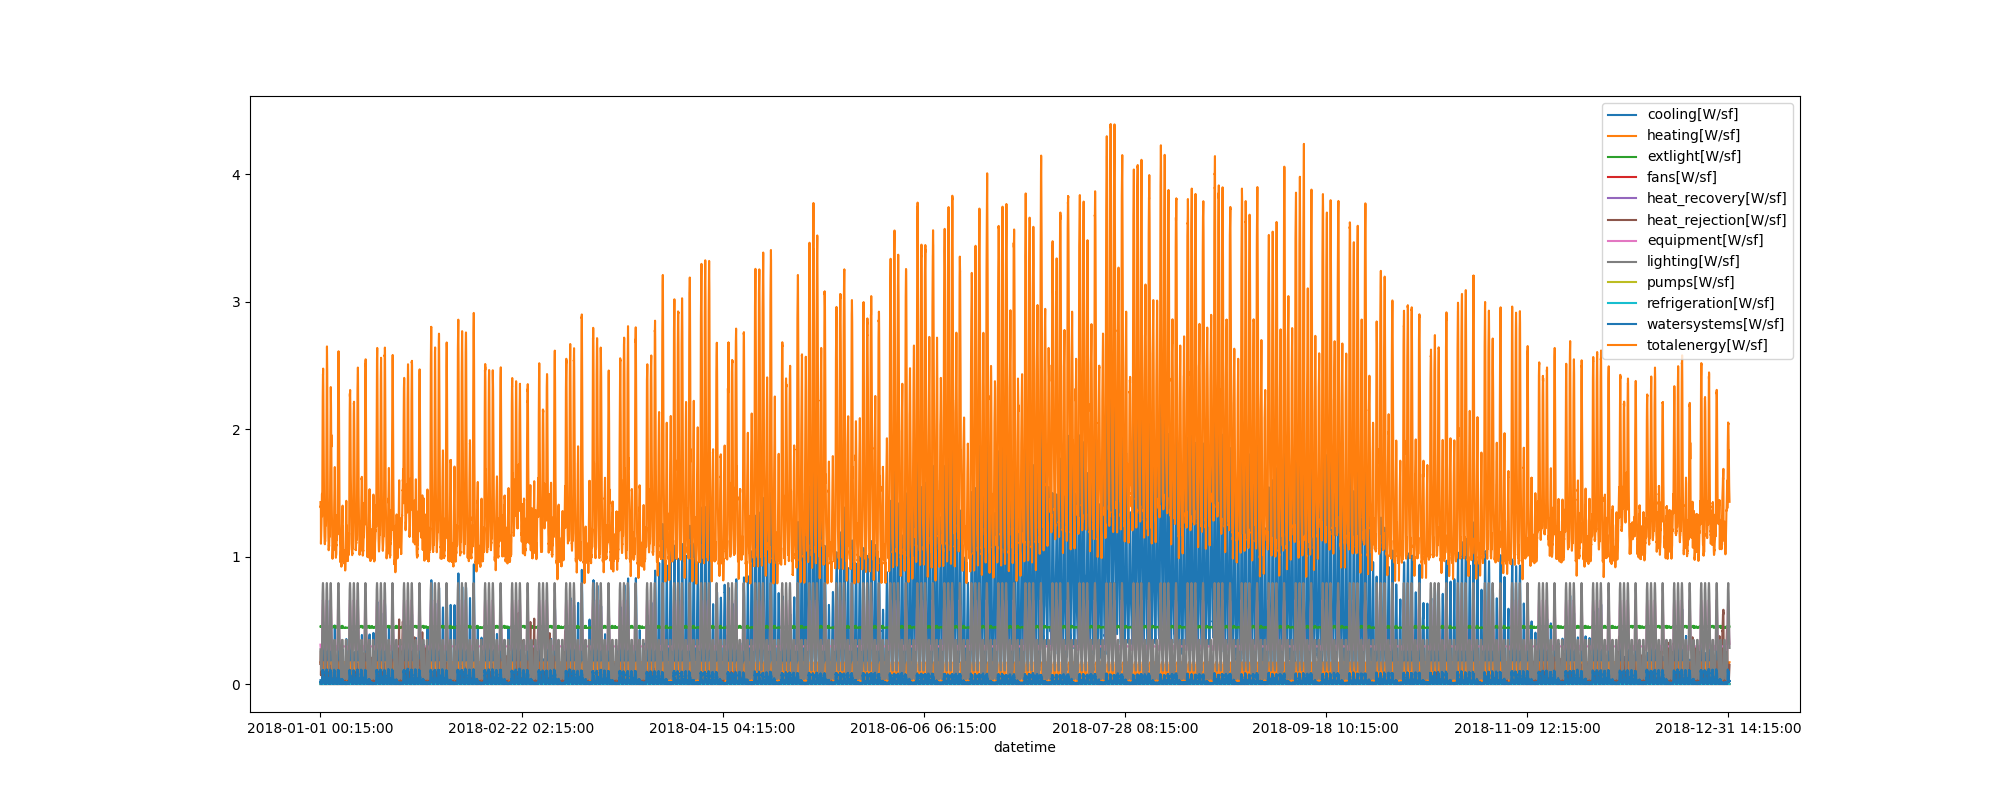 cooling[W/sf]
heating[W/sf]
extlight[W/sf]
fans[W/sf]
heat_recovery[W/sf]
heat_rejection[W/sf]
equipment[W/sf]
lighting[W/sf]
pumps[W/sf]
refrigeration[W/sf]
watersystems[W/sf]
totalenergy[W/sf]
4
3
2
1
0
2018-01-01 00:15:00 2018-02-22 02:15:00 2018-04-15 04:15:00 2018-06-06 06:15:00 2018-07-28 08:15:00 2018-09-18 10:15:00 2018-11-09 12:15:00 2018-12-31 14:15:00
datetime